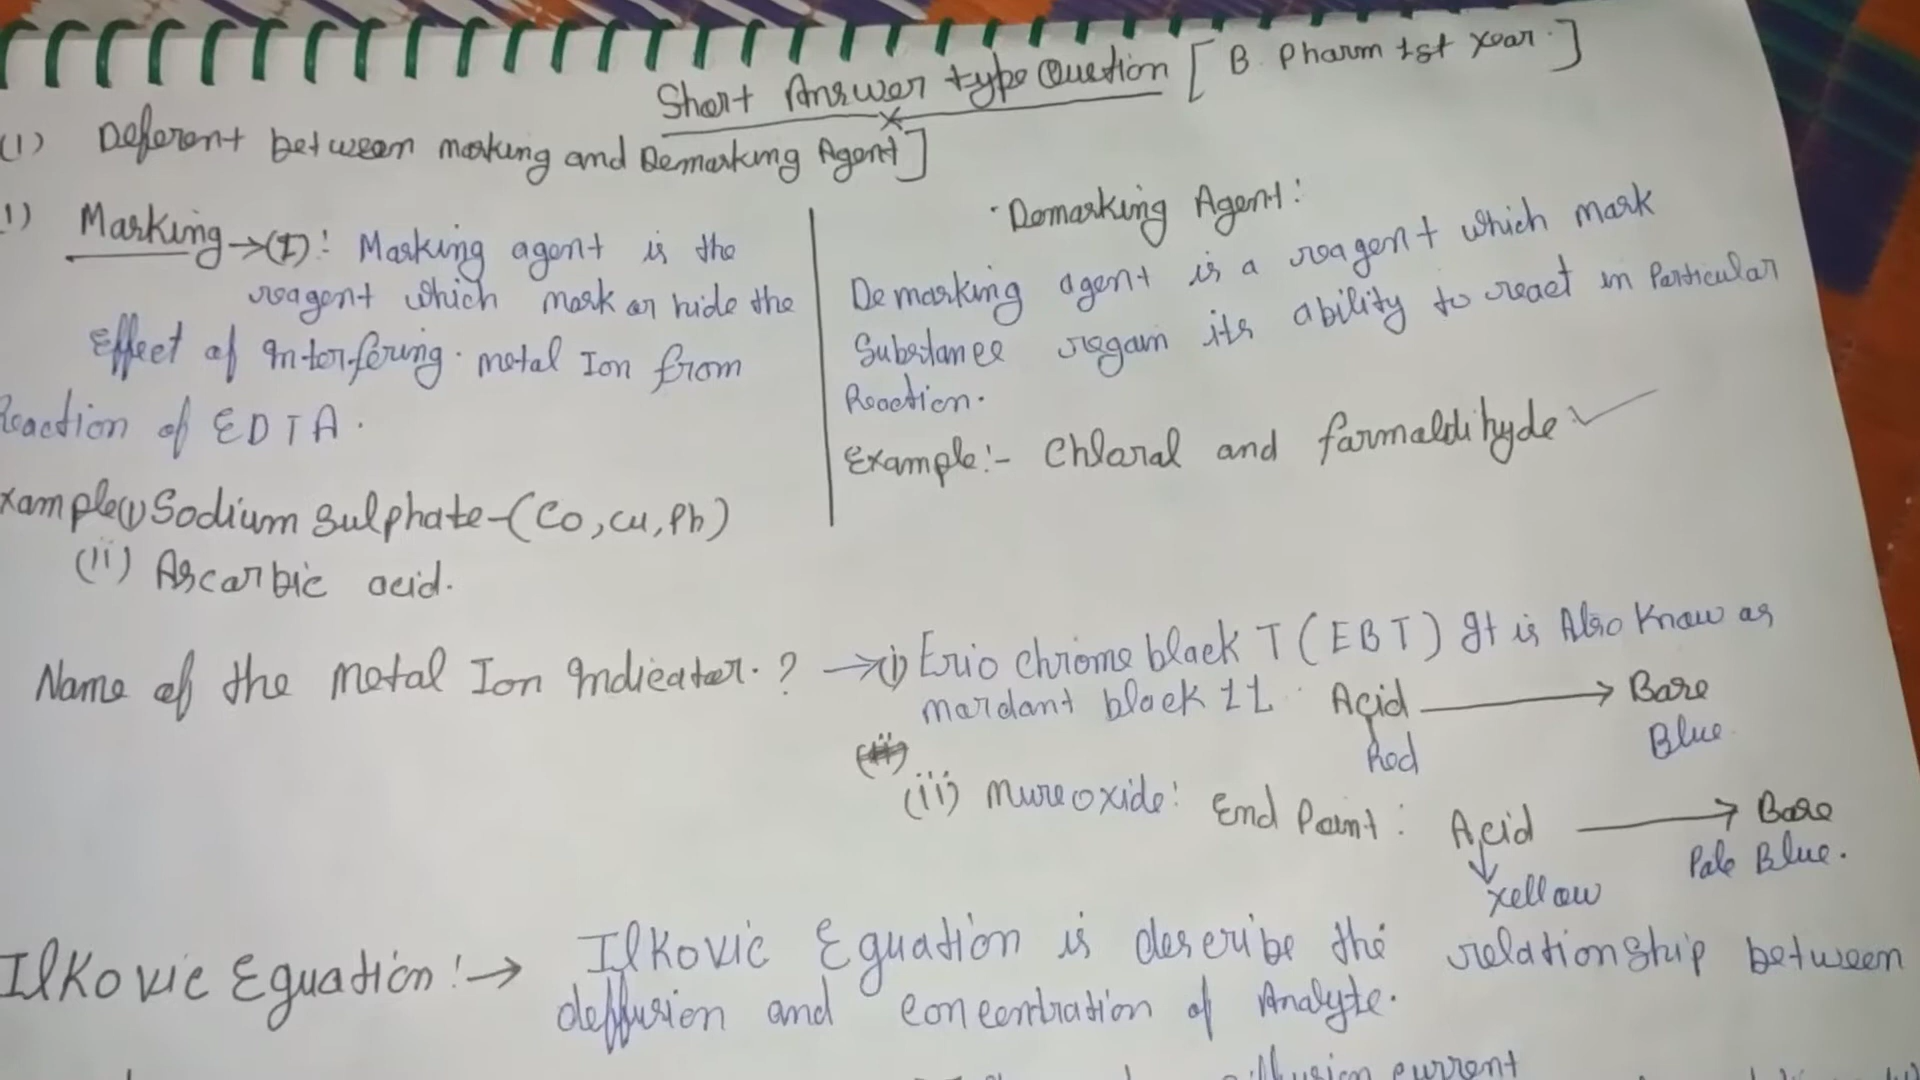 Short Answer type Question [ B. Pharm 1st Year. ]
(1) Deferent between marking and Demarking Agent ]
1) Marking → (I): Marking agent is the
reagent which mark or hide the
Effect of interfering. metal Ion from
Reaction of EDTA.
xample (i) Sodium Sulphate - (Co, Cu, Pb)
(ii) Ascarbic acid.
Demarking Agent:
Demarking agent is a reagent which mark
Substance regain its ability to react in Particular
Reaction.
Example:- Chloral and farmaldihyde ✓
Name of the metal Ion indicator. ? → i) Erio chrome black T (EBT) It is Also Know as
mardant black 11. Acid → Base
Red Blue
(ii)
(iii) Mureoxide: End Point: Acid → Base
↓ Yellow Pale Blue.
Ilkovic Equation: → Ilkovic Equation is describe the relationship between
deffusion and concentration of Analyte.
diffusion current